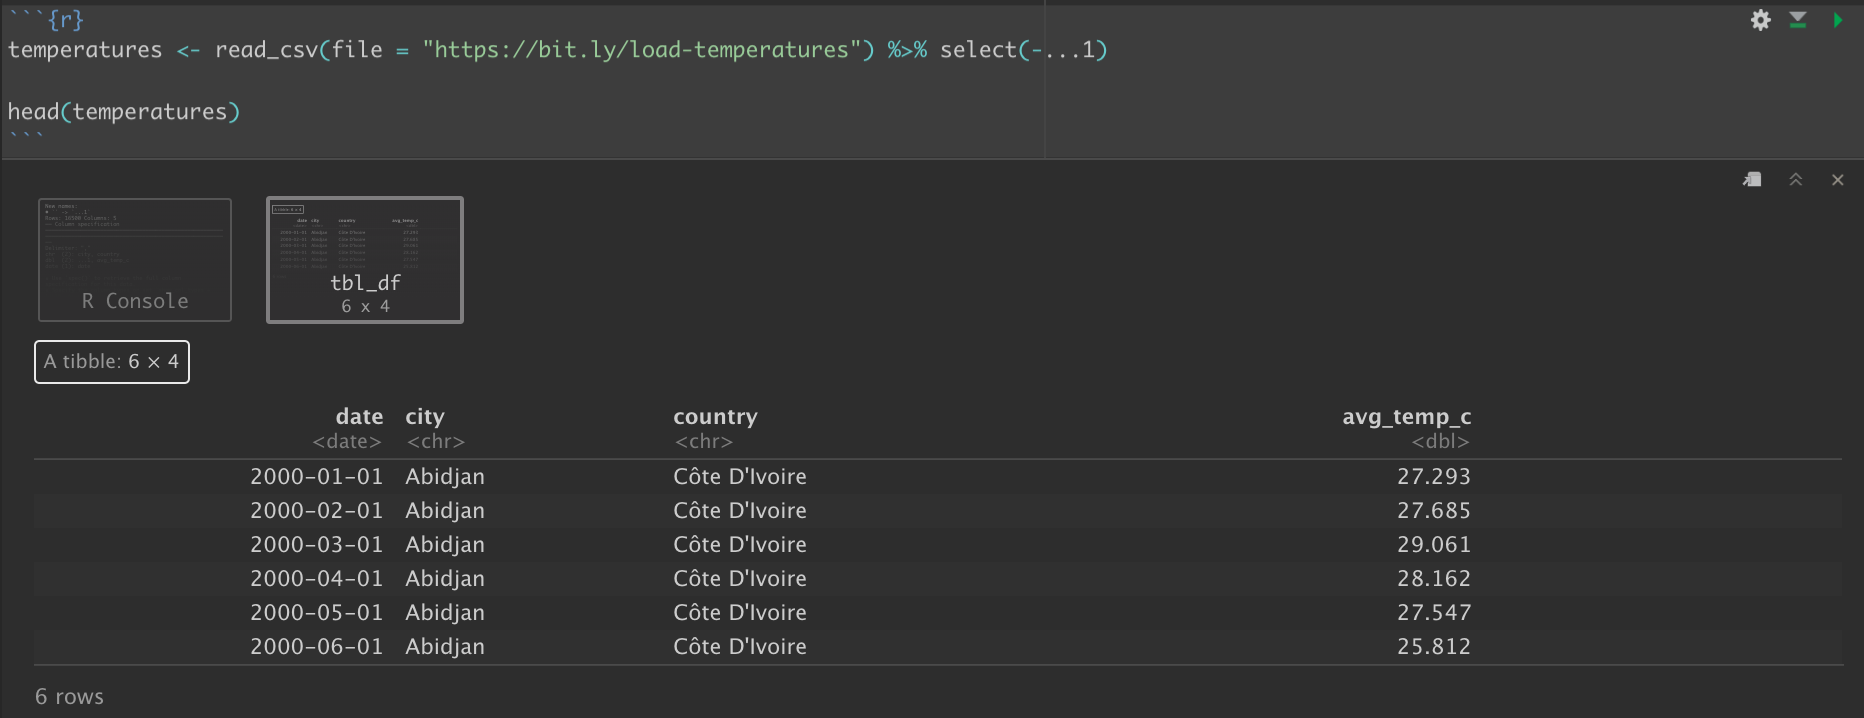 ```{r}
temperatures <- read_csv(file = "https://bit.ly/load-temperatures") %>% select(-...1)
head(temperatures)
```
R Console
tbl_df
6 x 4
A tibble: 6 × 4
date city country avg_temp_c
<date> <chr> <chr> <dbl>
2000-01-01 Abidjan Côte D'Ivoire 27.293
2000-02-01 Abidjan Côte D'Ivoire 27.685
2000-03-01 Abidjan Côte D'Ivoire 29.061
2000-04-01 Abidjan Côte D'Ivoire 28.162
2000-05-01 Abidjan Côte D'Ivoire 27.547
2000-06-01 Abidjan Côte D'Ivoire 25.812
6 rows